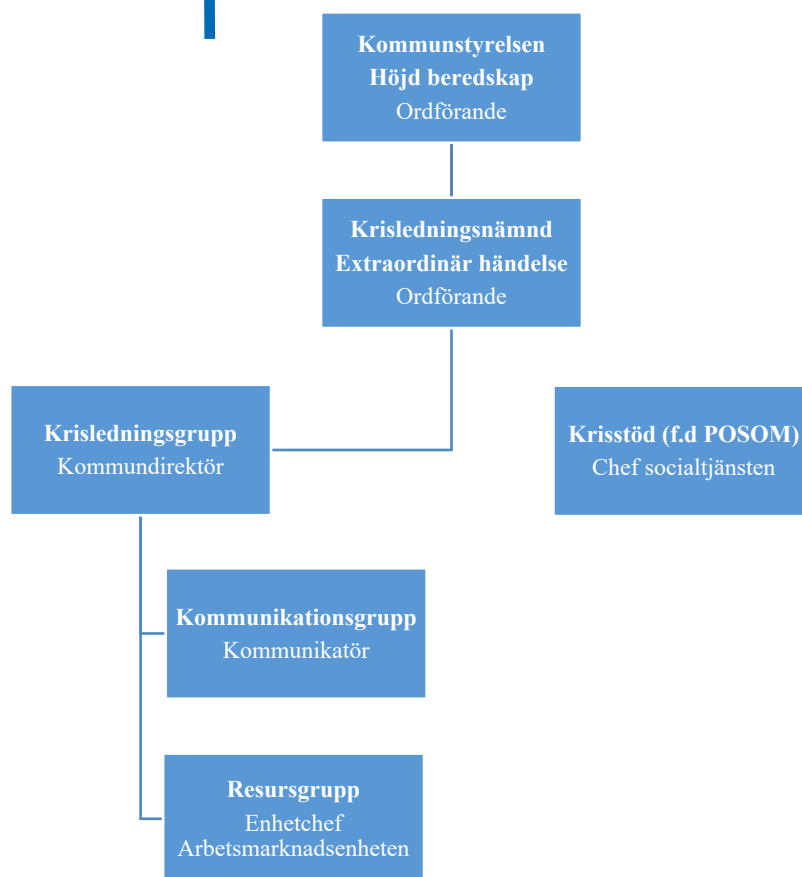 Kommunstyrelsen
Höjd beredskap
Ordförande
Krisledningsnämnd
Extraordinär händelse
Ordförande
Krisledningsgrupp
Kommundirektör
Krisstöd (f.d POSOM)
Chef socialtjänsten
Kommunikationsgrupp
Kommunikatör
Resursgrupp
Enhetchef
Arbetsmarknadsenheten